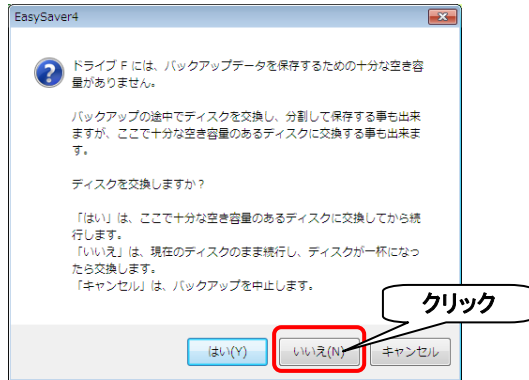 EasySaver4
ドライブ F には、バックアップデータを保存するための十分な空き容
量がありません。
バックアップの途中でディスクを交換し、分割して保存する事も出来
ますが、ここで十分な空き容量のあるディスクに交換する事も出来ま
す。
ディスクを交換しますか？
「はい」は、ここで十分な空き容量のあるディスクに交換してから続
行します。
「いいえ」は、現在のディスクのまま続行し、ディスクが一杯になっ
たら交換します。
「キャンセル」は、バックアップを中止します。
クリック
はい(Y) いいえ(N) キャンセル